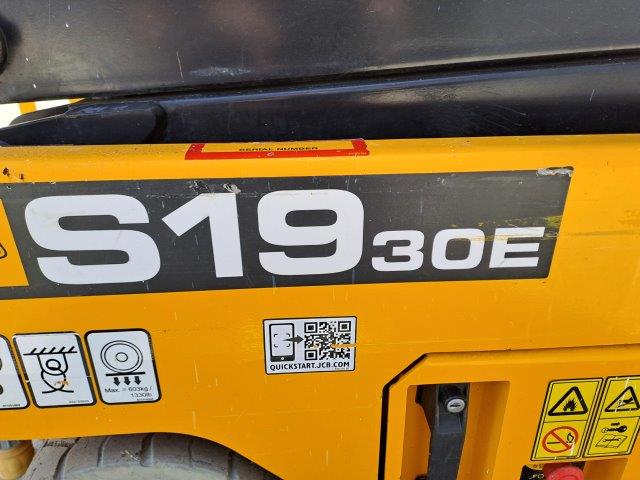 SERIAL NUMBER
S1930E
QUICKSTART.JCB.COM
Max. = 603kg /
1330lb